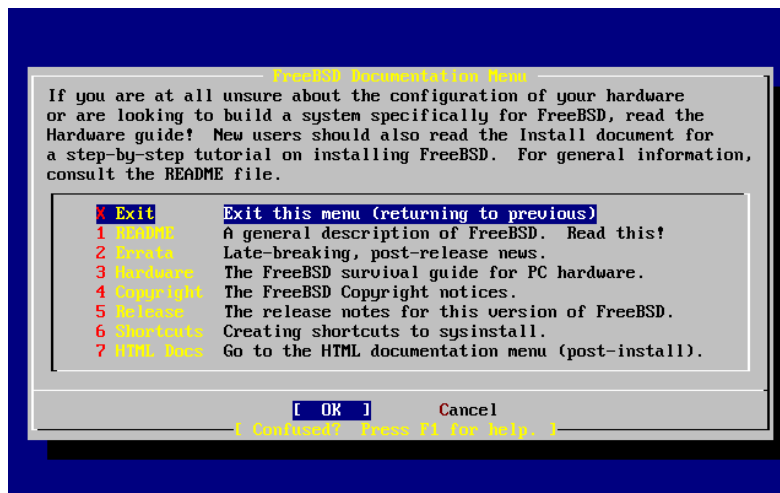 FreeBSD Documentation Menu
If you are at all unsure about the configuration of your hardware
or are looking to build a system specifically for FreeBSD, read the
Hardware guide!  New users should also read the Install document for
a step-by-step tutorial on installing FreeBSD.  For general information,
consult the README file.
X Exit Exit this menu (returning to previous)
1 README A general description of FreeBSD.  Read this!
2 Errata Late-breaking, post-release news.
3 Hardware The FreeBSD survival guide for PC hardware.
4 Copyright The FreeBSD Copyright notices.
5 Release The release notes for this version of FreeBSD.
6 Shortcuts Creating shortcuts to sysinstall.
7 HTML Docs Go to the HTML documentation menu (post-install).
[ OK ] Cancel
[ Confused?  Press F1 for help. ]